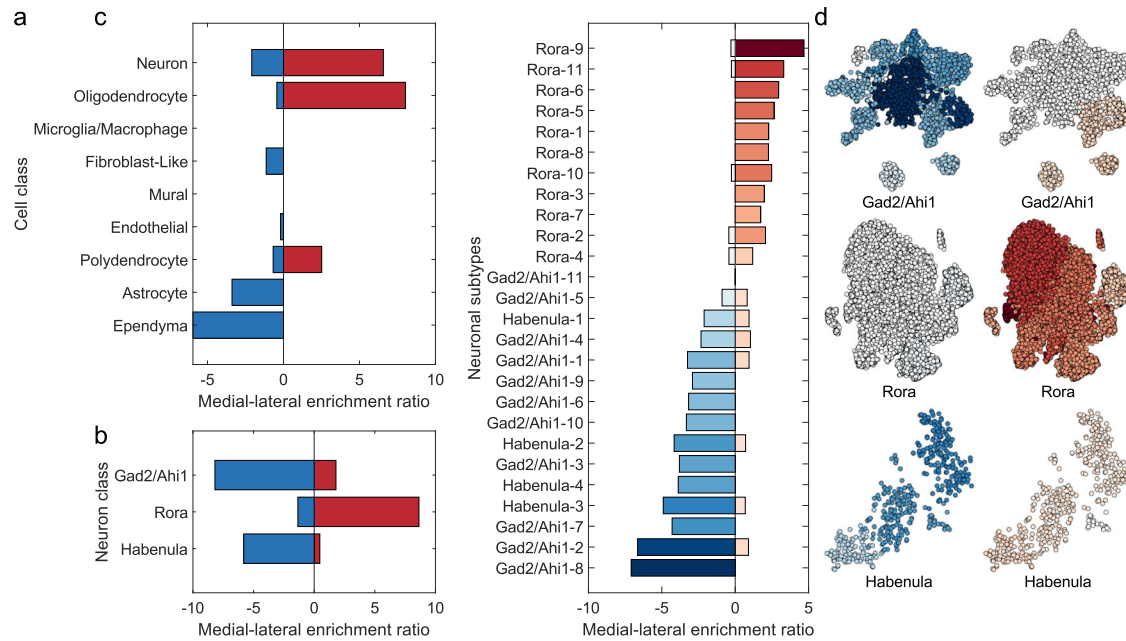 a
Cell class
Neuron
Oligodendrocyte
Microglia/Macrophage
Fibroblast-Like
Mural
Endothelial
Polydendrocyte
Astrocyte
Ependyma
-5 0 5 10
Medial-lateral enrichment ratio
b
Neuron class
Gad2/Ahi1
Rora
Habenula
-10 -5 0 5 10
Medial-lateral enrichment ratio
c
Neuronal subtypes
Rora-9
Rora-11
Rora-6
Rora-5
Rora-1
Rora-8
Rora-10
Rora-3
Rora-7
Rora-2
Rora-4
Gad2/Ahi1-11
Gad2/Ahi1-5
Habenula-1
Gad2/Ahi1-4
Gad2/Ahi1-1
Gad2/Ahi1-9
Gad2/Ahi1-6
Gad2/Ahi1-10
Habenula-2
Gad2/Ahi1-3
Habenula-4
Habenula-3
Gad2/Ahi1-7
Gad2/Ahi1-2
Gad2/Ahi1-8
-10 -5 0 5
Medial-lateral enrichment ratio
d
Gad2/Ahi1 Gad2/Ahi1
Rora Rora
Habenula Habenula